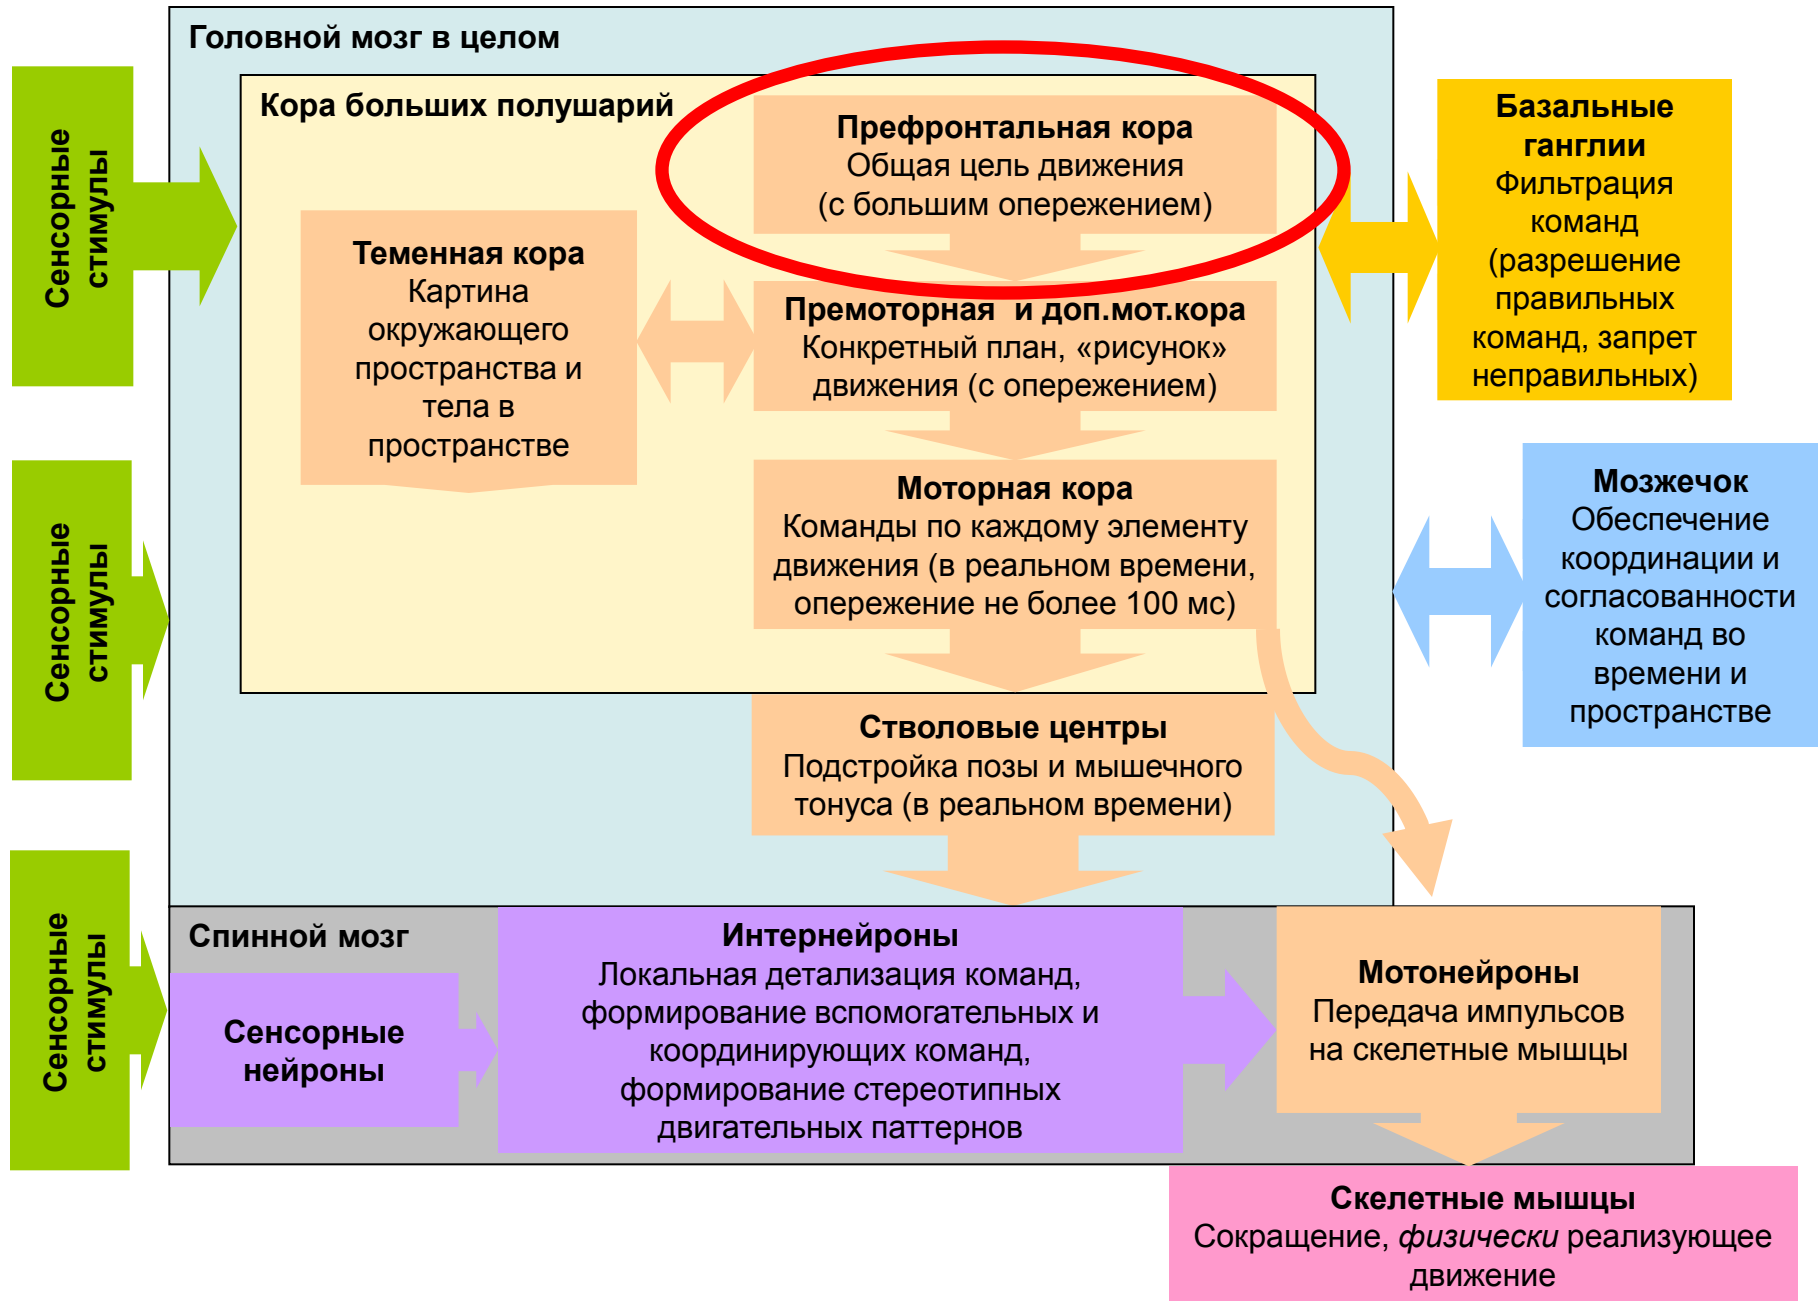 Головной мозг в целом
Кора больших полушарий
Сенсорные
стимулы
Префронтальная кора
Общая цель движения
(с большим опережением)
Базальные
ганглии
Фильтрация
команд
(разрешение
правильных
команд, запрет
неправильных)
Теменная кора
Картина
окружающего
пространства и
тела в
пространстве
Премоторная  и доп.мот.кора
Конкретный план, «рисунок»
движения (с опережением)
Сенсорные
стимулы
Моторная кора
Команды по каждому элементу
движения (в реальном времени,
опережение не более 100 мс)
Мозжечок
Обеспечение
координации и
согласованности
команд во
времени и
пространстве
Стволовые центры
Подстройка позы и мышечного
тонуса (в реальном времени)
Сенсорные
стимулы
Спинной мозг
Сенсорные
нейроны
Интернейроны
Локальная детализация команд,
формирование вспомогательных и
координирующих команд,
формирование стереотипных
двигательных паттернов
Мотонейроны
Передача импульсов
на скелетные мышцы
Скелетные мышцы
Сокращение, физически реализующее
движение